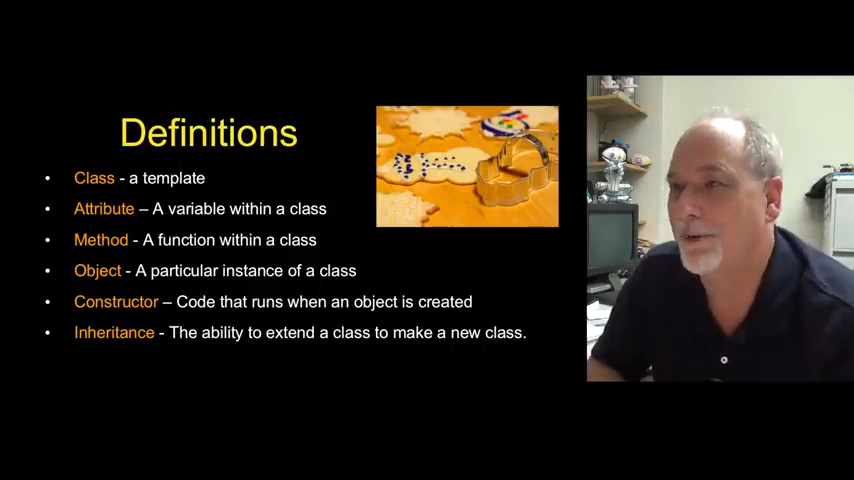 Definitions
• Class - a template
• Attribute – A variable within a class
• Method - A function within a class
• Object - A particular instance of a class
• Constructor – Code that runs when an object is created
• Inheritance - The ability to extend a class to make a new class.